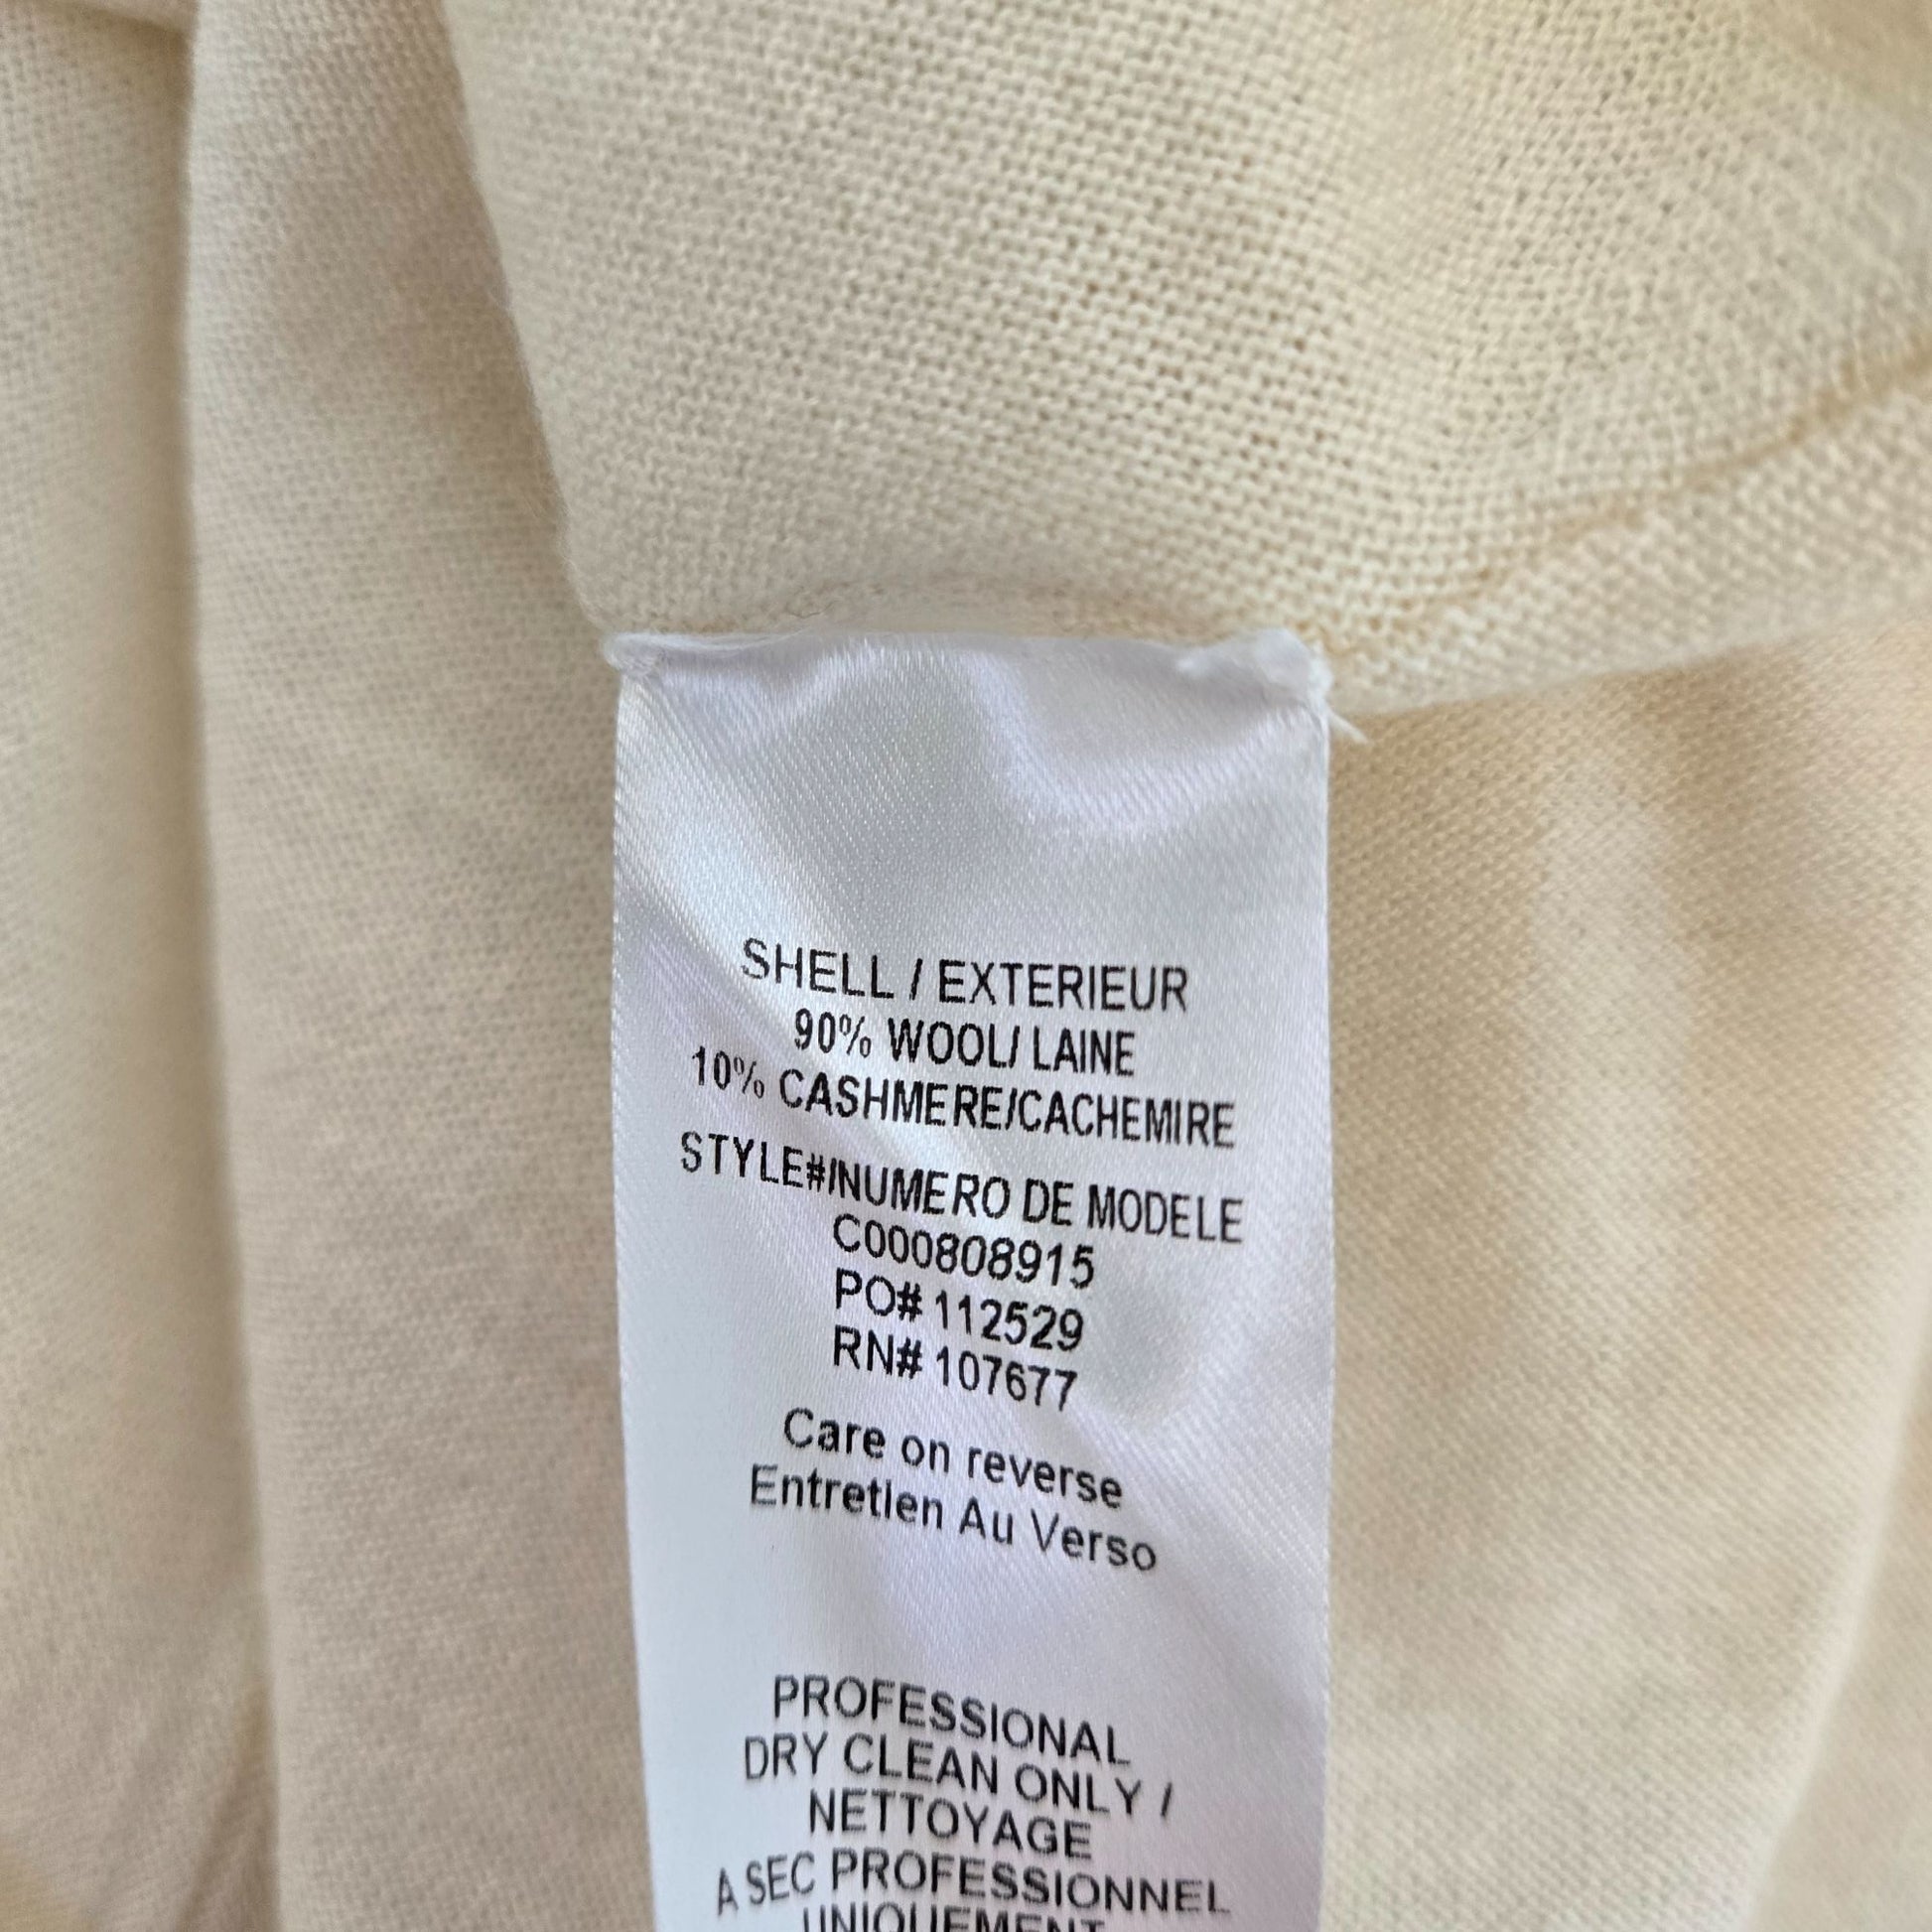 SHELL / EXTERIEUR
90% WOOL/ LAINE
10% CASHMERE/CACHEMIRE
STYLE#/NUMERO DE MODELE
C000808915
PO# 112529
RN# 107677
Care on reverse
Entretien Au Verso
PROFESSIONAL
DRY CLEAN ONLY /
NETTOYAGE
A SEC PROFESSIONNEL
UNIQUEMENT